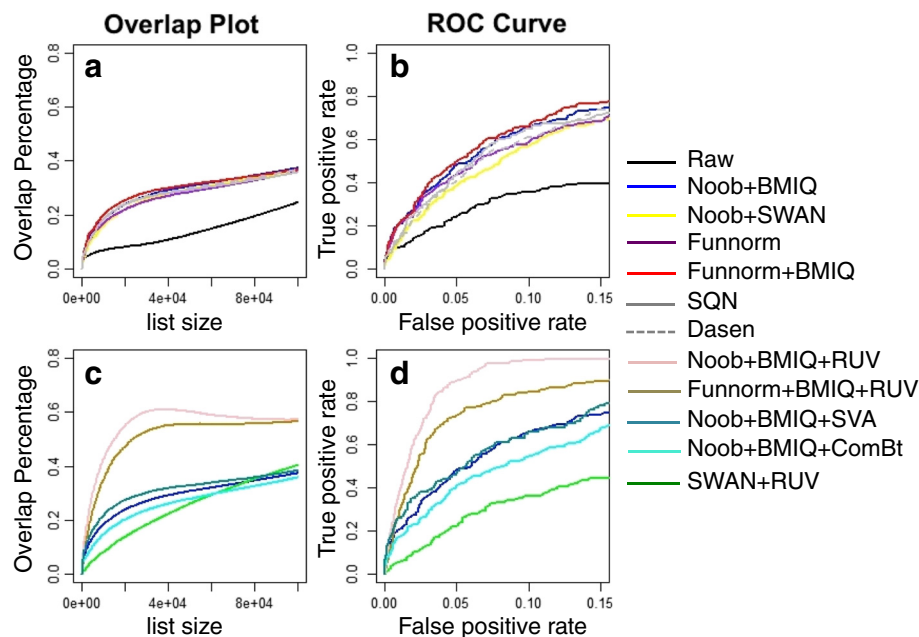 Overlap Plot
ROC Curve
a
Overlap Percentage
0.0 0.2 0.4 0.6 0.8
0e+00 4e+04 8e+04
list size
b
True positive rate
0.0 0.2 0.4 0.6 0.8 1.0
0.00 0.05 0.10 0.15
False positive rate
c
Overlap Percentage
0.0 0.2 0.4 0.6 0.8
0e+00 4e+04 8e+04
list size
d
True positive rate
0.0 0.2 0.4 0.6 0.8 1.0
0.00 0.05 0.10 0.15
False positive rate
Raw
Noob+BMIQ
Noob+SWAN
Funnorm
Funnorm+BMIQ
SQN
Dasen
Noob+BMIQ+RUV
Funnorm+BMIQ+RUV
Noob+BMIQ+SVA
Noob+BMIQ+ComBt
SWAN+RUV